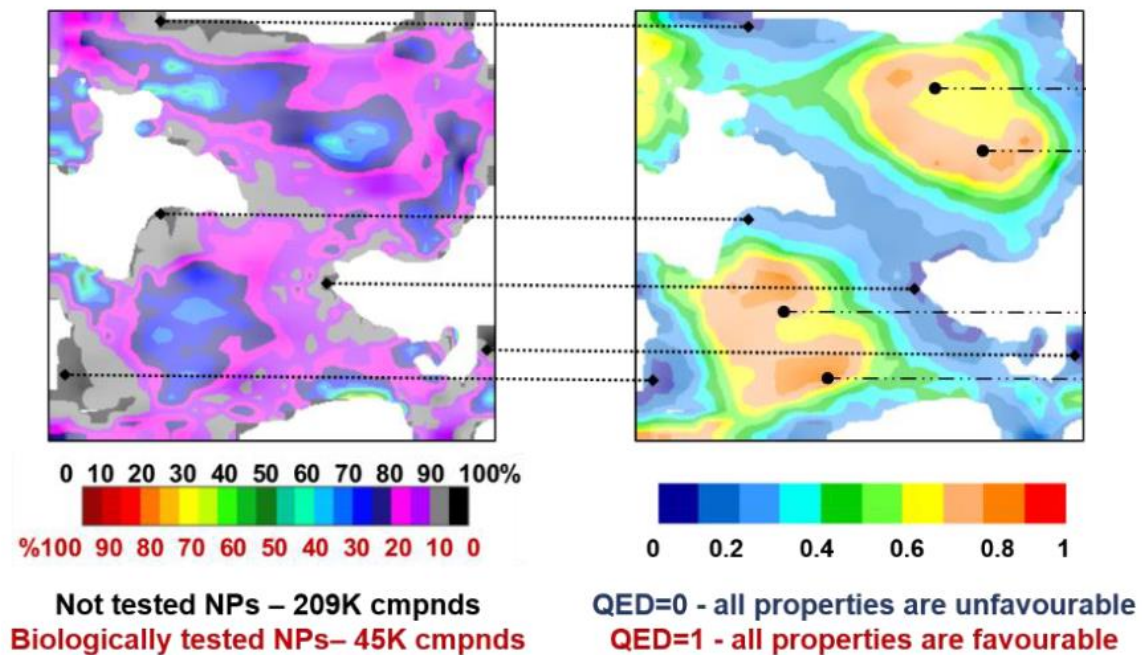 0 10 20 30 40 50 60 70 80 90 100%
%100 90 80 70 60 50 40 30 20 10 0
0 0.2 0.4 0.6 0.8 1
Not tested NPs – 209K cmpnds
Biologically tested NPs– 45K cmpnds
QED=0 - all properties are unfavourable
QED=1 - all properties are favourable